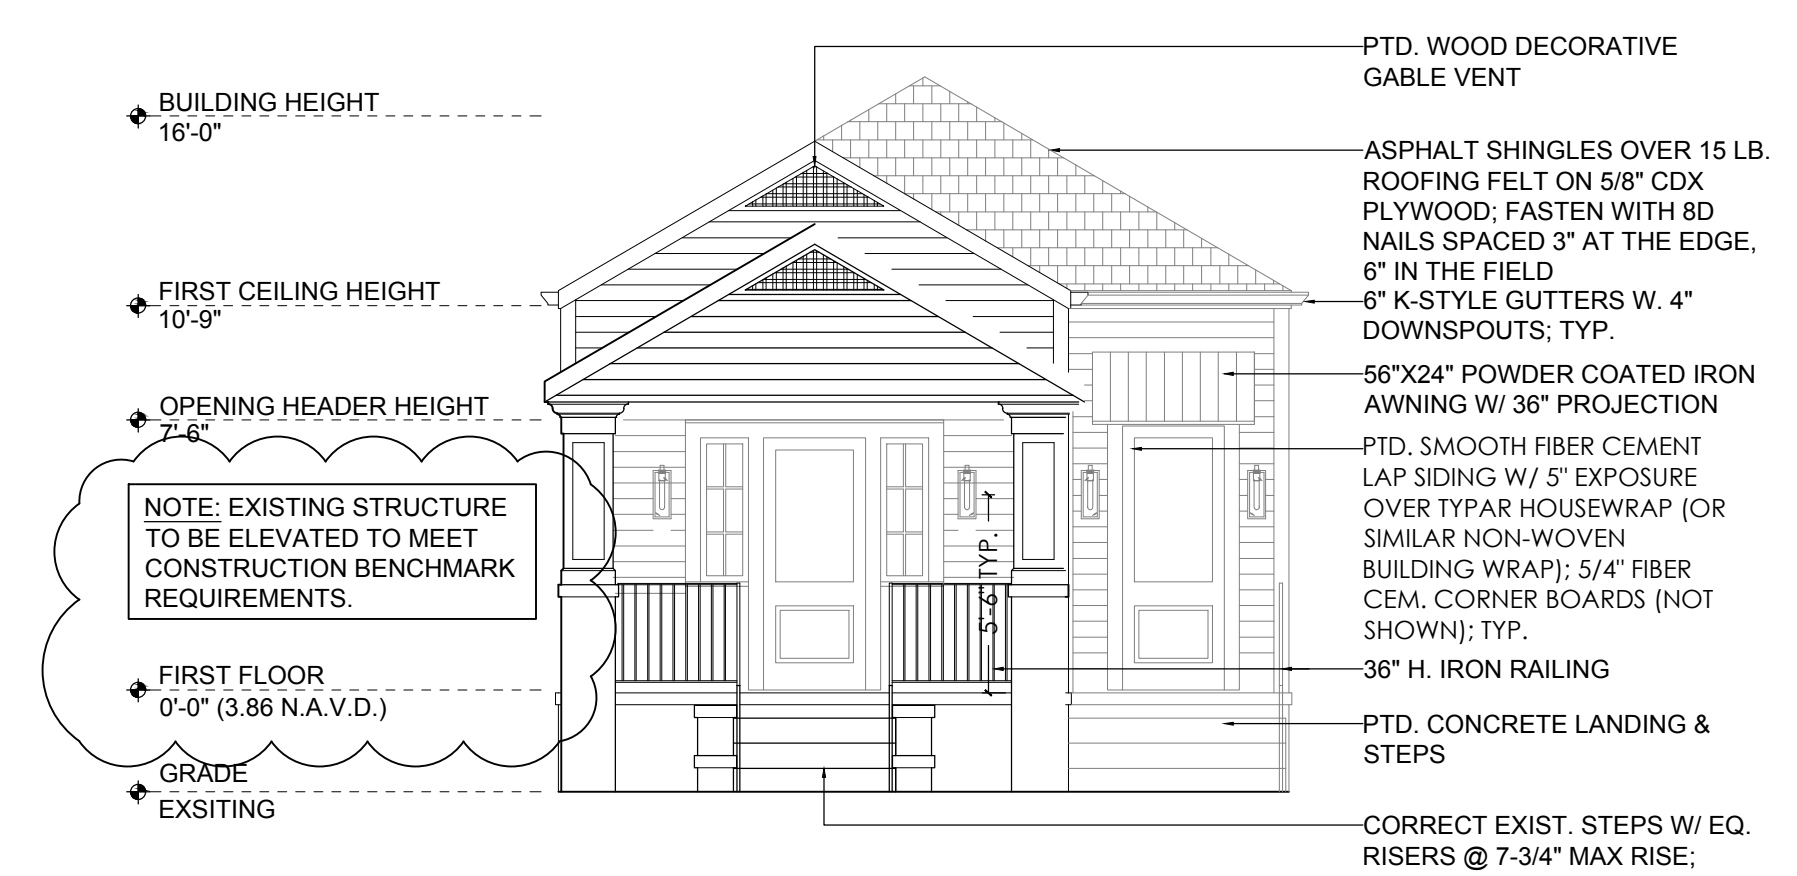 BUILDING HEIGHT
16'-0"
FIRST CEILING HEIGHT
10'-9"
OPENING HEADER HEIGHT
7'-6"
NOTE: EXISTING STRUCTURE
TO BE ELEVATED TO MEET
CONSTRUCTION BENCHMARK
REQUIREMENTS.
FIRST FLOOR
0'-0" (3.86 N.A.V.D.)
GRADE
EXSITING
5'-6" TYP.
PTD. WOOD DECORATIVE
GABLE VENT
ASPHALT SHINGLES OVER 15 LB.
ROOFING FELT ON 5/8" CDX
PLYWOOD; FASTEN WITH 8D
NAILS SPACED 3" AT THE EDGE,
6" IN THE FIELD
6" K-STYLE GUTTERS W. 4"
DOWNSPOUTS; TYP.
56"X24" POWDER COATED IRON
AWNING W/ 36" PROJECTION
PTD. SMOOTH FIBER CEMENT
LAP SIDING W/ 5" EXPOSURE
OVER TYPAR HOUSEWRAP (OR
SIMILAR NON-WOVEN
BUILDING WRAP); 5/4" FIBER
CEM. CORNER BOARDS (NOT
SHOWN); TYP.
36" H. IRON RAILING
PTD. CONCRETE LANDING &
STEPS
CORRECT EXIST. STEPS W/ EQ.
RISERS @ 7-3/4" MAX RISE;